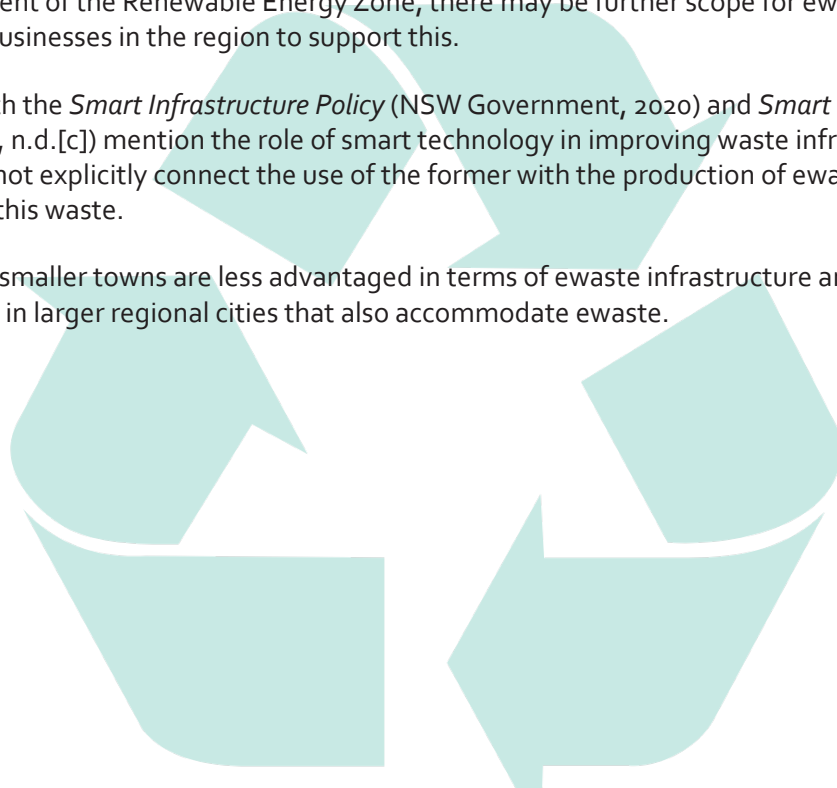 ent of the Renewable Energy Zone, there may be further scope for ew
usinesses in the region to support this.
th the Smart Infrastructure Policy (NSW Government, 2020) and Smart
, n.d.[c]) mention the role of smart technology in improving waste infr
not explicitly connect the use of the former with the production of ewa
this waste.
smaller towns are less advantaged in terms of ewaste infrastructure a
in larger regional cities that also accommodate ewaste.